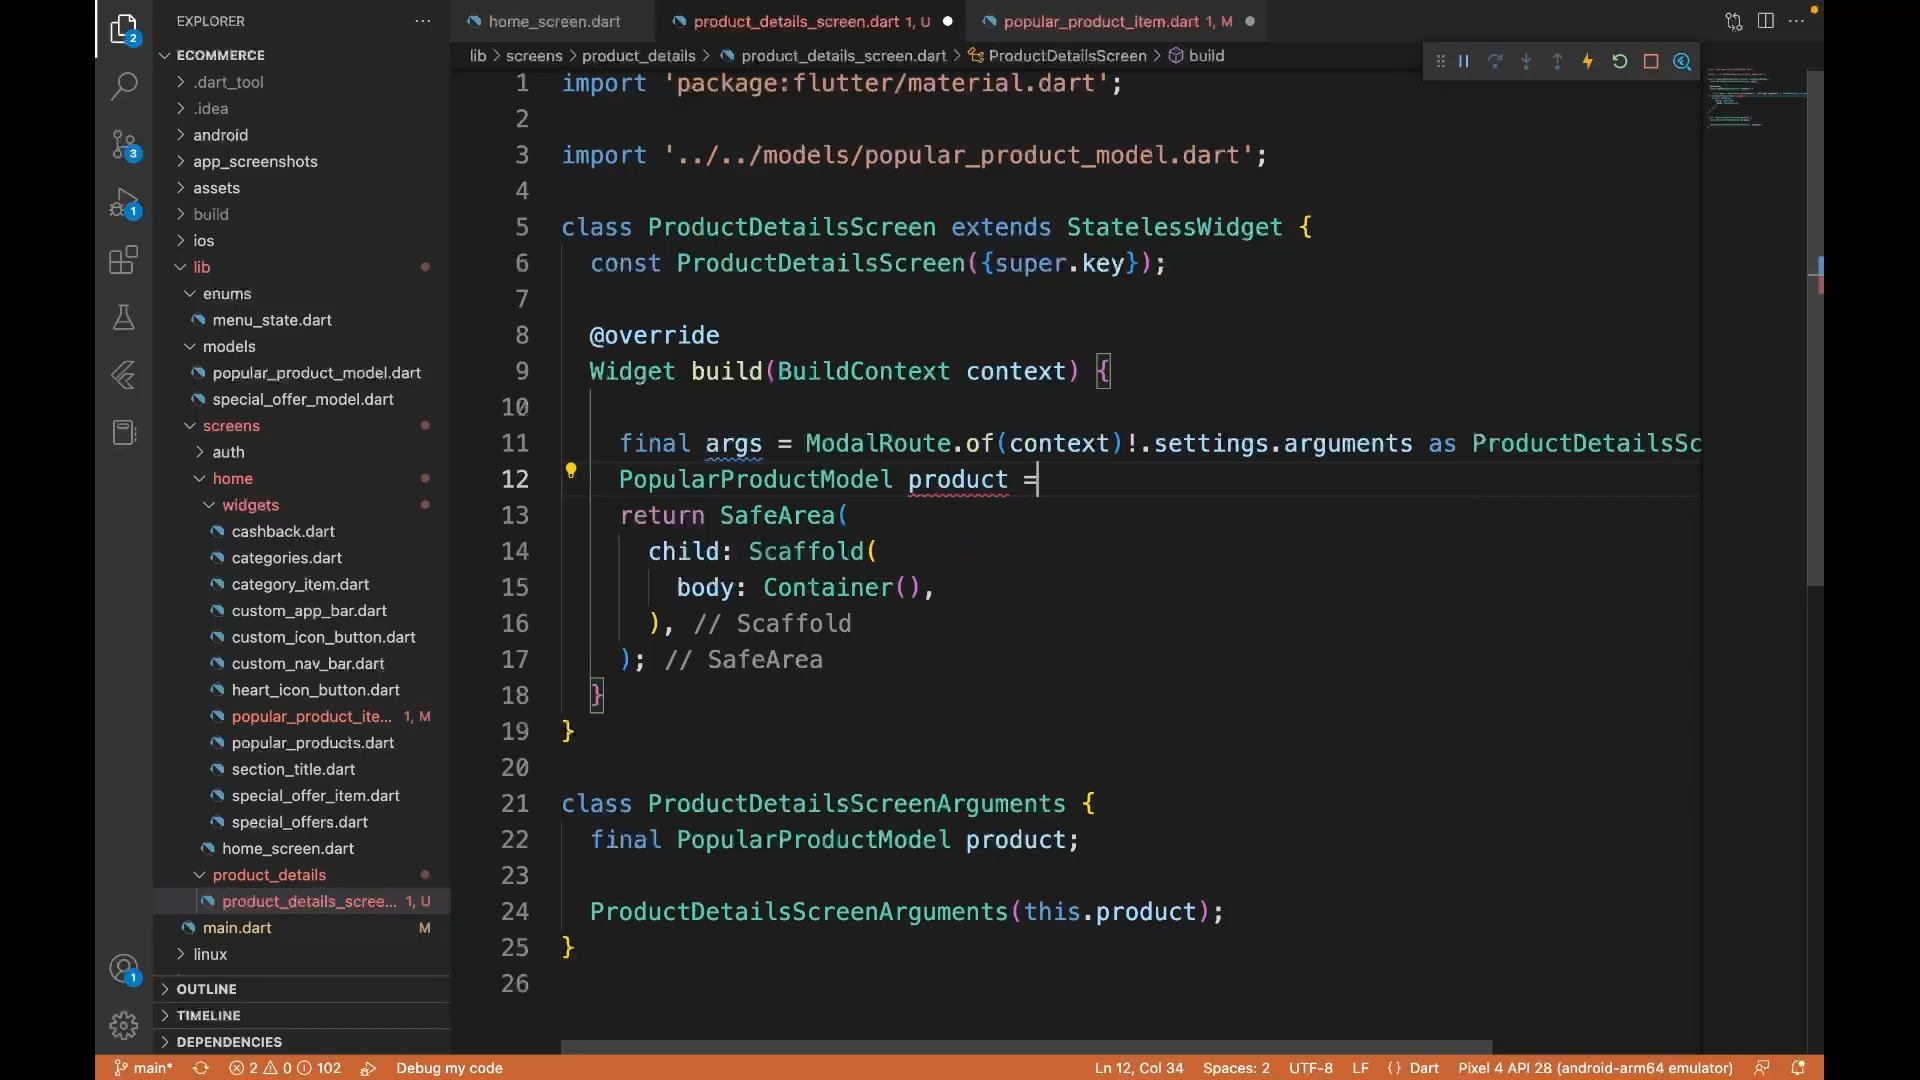 EXPLORER
ECOMMERCE
.dart_tool
.idea
android
app_screenshots
assets
build
ios
lib
enums
menu_state.dart
models
popular_product_model.dart
special_offer_model.dart
screens
auth
home
widgets
cashback.dart
categories.dart
category_item.dart
custom_app_bar.dart
custom_icon_button.dart
custom_nav_bar.dart
heart_icon_button.dart
popular_product_ite... 1, M
popular_products.dart
section_title.dart
special_offer_item.dart
special_offers.dart
home_screen.dart
product_details
product_details_scree... 1, U
main.dart M
linux
OUTLINE
TIMELINE
DEPENDENCIES
2
3
1
1
home_screen.dart
product_details_screen.dart 1, U
popular_product_item.dart 1, M
lib > screens > product_details > product_details_screen.dart > ProductDetailsScreen > build
1 import 'package:flutter/material.dart';
2
3 import '../../models/popular_product_model.dart';
4
5 class ProductDetailsScreen extends StatelessWidget {
6 const ProductDetailsScreen({super.key});
7
8 @override
9 Widget build(BuildContext context) {
10
11 final args = ModalRoute.of(context)!.settings.arguments as ProductDetailsSc
12 PopularProductModel product =
13 return SafeArea(
14 child: Scaffold(
15 body: Container(),
16 ), // Scaffold
17 ); // SafeArea
18 }
19 }
20
21 class ProductDetailsScreenArguments {
22 final PopularProductModel product;
23
24 ProductDetailsScreenArguments(this.product);
25 }
26
main* 2 0 102 Debug my code Ln 12, Col 34 Spaces: 2 UTF-8 LF {} Dart Pixel 4 API 28 (android-arm64 emulator)